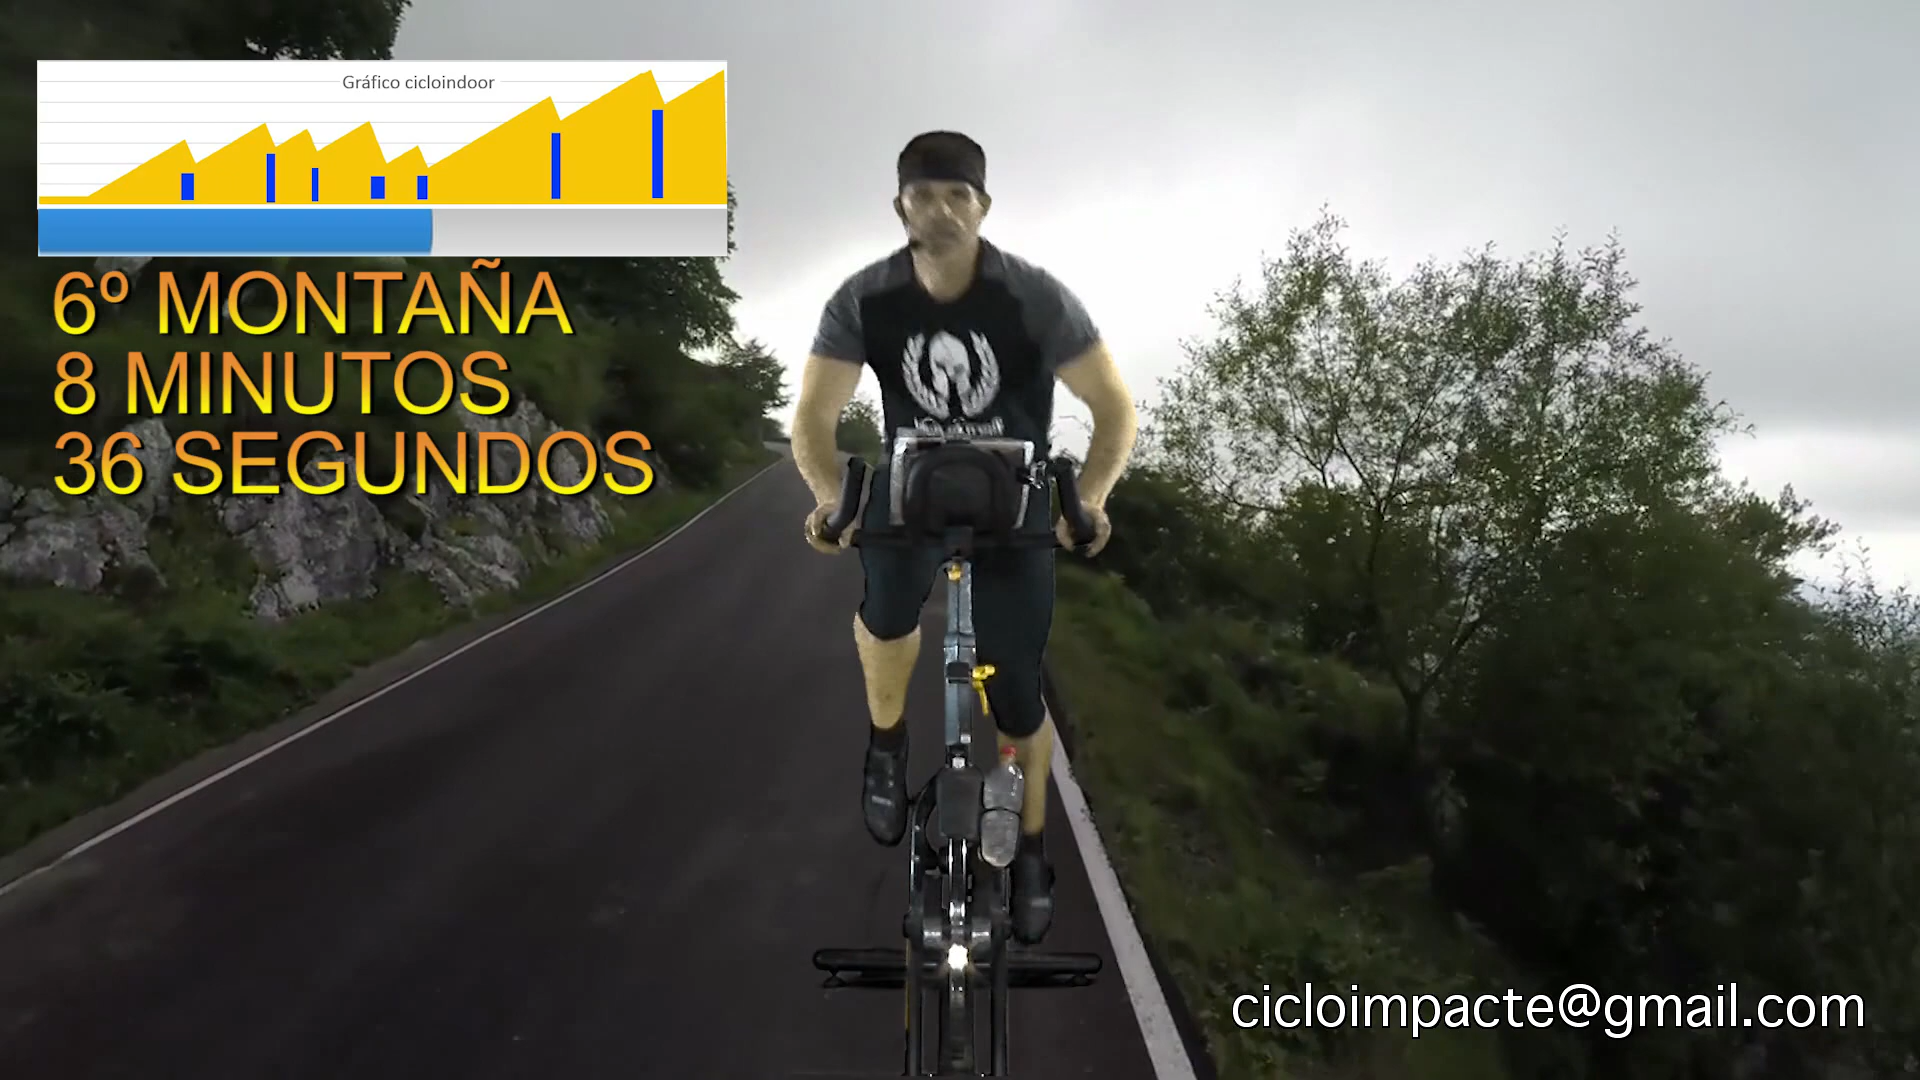 Gráfico cicloindoor
6º MONTAÑA
8 MINUTOS
36 SEGUNDOS
cicloimpacte@gmail.com